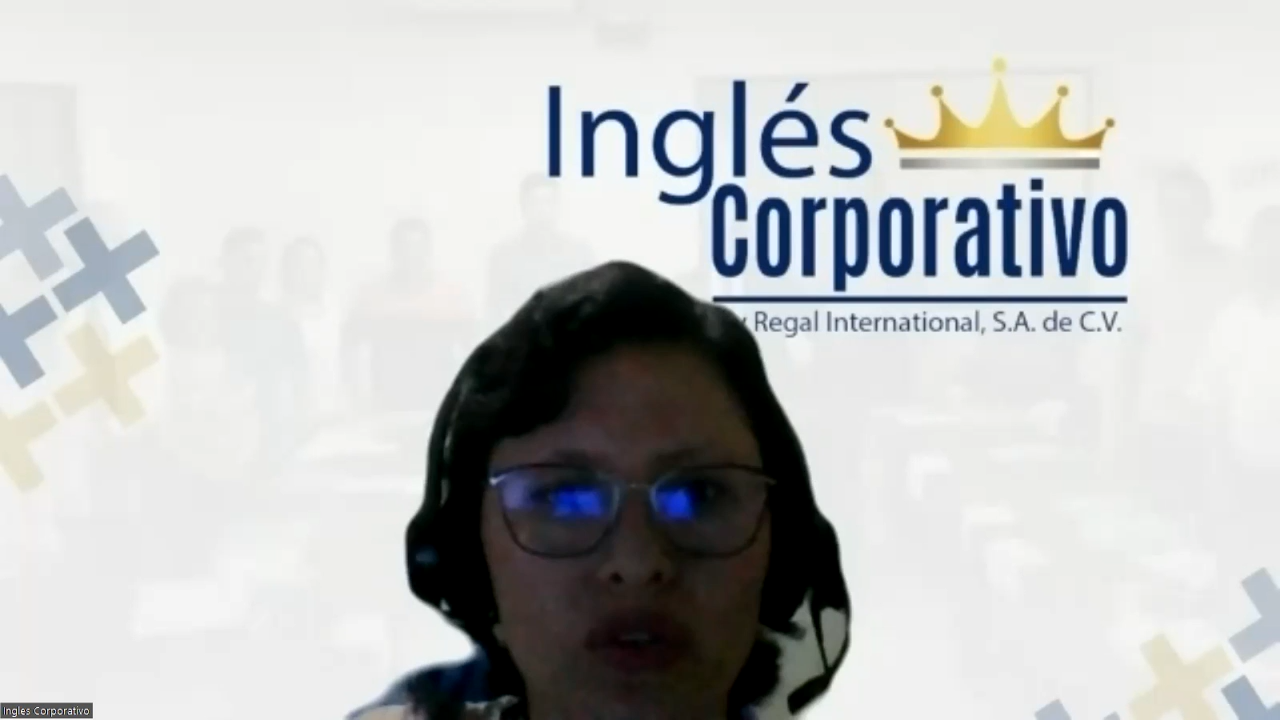 Inglés
Corporativo
Regal International, S.A. de C.V.
Ingles Corporativo